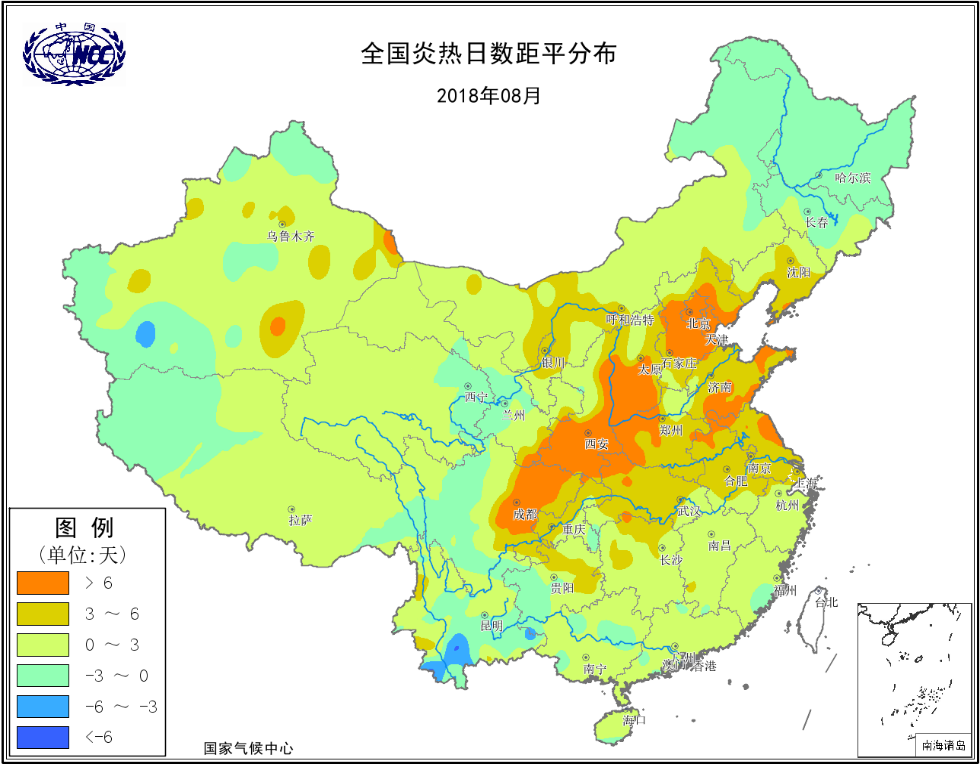 中 国
NCC
全国炎热日数距平分布
2018年08月
哈尔滨
长春
乌鲁木齐
沈阳
呼和浩特
北京
天津
银川
太原
石家庄
济南
西宁
兰州
郑州
西安
南京
合肥
上海
成都
武汉
杭州
拉萨
重庆
南昌
长沙
贵阳
福州
台北
昆明
广州
南宁
澳门
香港
海口
图 例
(单位:天)
> 6
3 ~ 6
0 ~ 3
-3 ~ 0
-6 ~ -3
<-6
南海诸岛
国家气候中心